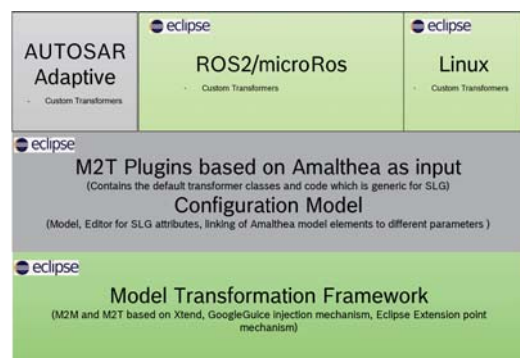 AUTOSAR
Adaptive
- Custom Transformers
eclipse
ROS2/microRos
- Custom Transformers
eclipse
Linux
- Custom Transformers
eclipse
M2T Plugins based on Amalthea as input
(Contains the default transformer classes and code which is generic for SLG)
Configuration Model
(Model, Editor for SLG attributes, linking of Amalthea model elements to different parameters )
eclipse
Model Transformation Framework
(M2M and M2T based on Xtend, GoogleGuice injection mechanism, Eclipse Extension point
mechanism)